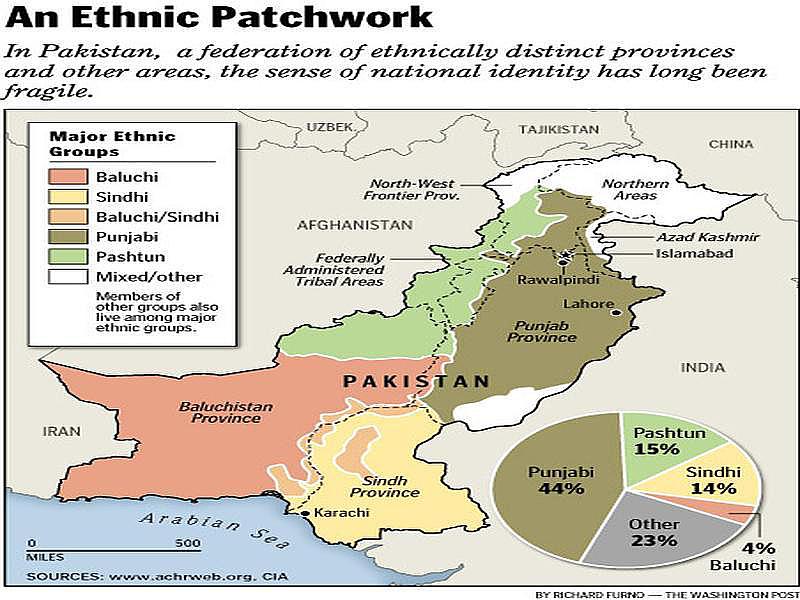 An Ethnic Patchwork
In Pakistan, a federation of ethnically distinct provinces
and other areas, the sense of national identity has long been
fragile.
Major Ethnic
Groups
Baluchi
Sindhi
Baluchi/Sindhi
Punjabi
Pashtun
Mixed/other
Members of
other groups also
live among major
ethnic groups.
UZBEK.
TAJIKISTAN
CHINA
North-West
Frontier Prov.
Northern
Areas
AFGHANISTAN
Azad Kashmir
Islamabad
Federally
Administered
Tribal Areas
Rawalpindi
Lahore
Punjab
Province
INDIA
PAKISTAN
Baluchistan
Province
IRAN
Sindh
Province
Karachi
Arabian Sea
Pashtun
15%
Sindhi
14%
Punjabi
44%
Other
23%
4%
Baluchi
0 500
MILES
SOURCES: www.achrweb.org, CIA
BY RICHARD FURNO — THE WASHINGTON POST